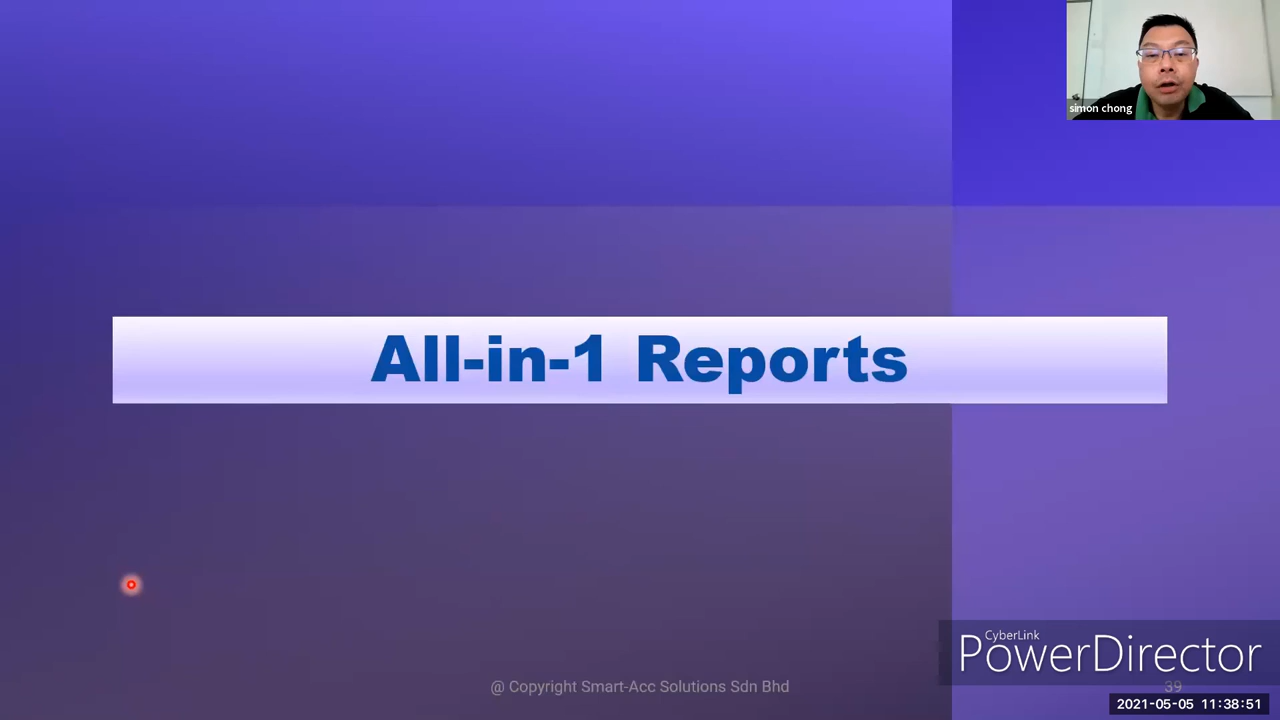 simon chong
All-in-1 Reports
CyberLink
PowerDirector
@ Copyright Smart-Acc Solutions Sdn Bhd
39
2021-05-05 11:38:51